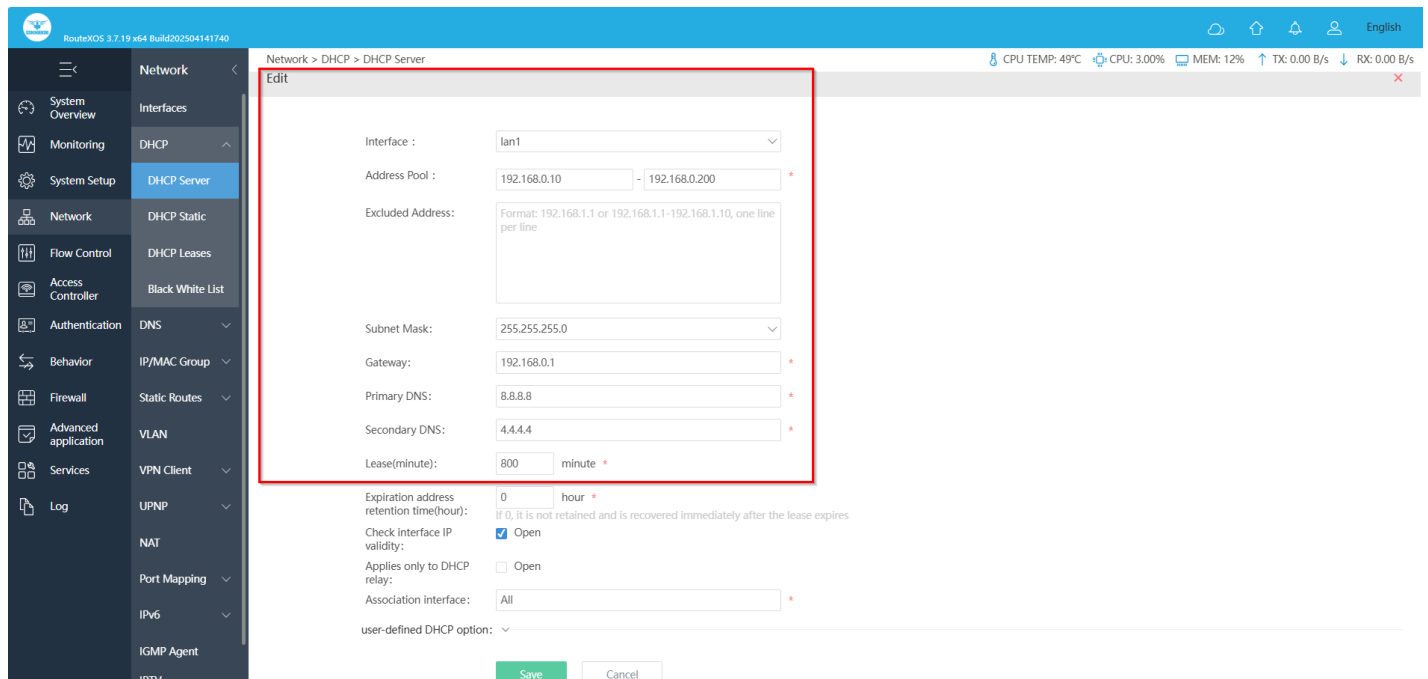 RouteXOS 3.7.19 x64 Build202504141740
English
Network
Network > DHCP > DHCP Server
CPU TEMP: 49°C CPU: 3.00% MEM: 12% TX: 0.00 B/s RX: 0.00 B/s
Edit
System
Overview
Monitoring
System Setup
Network
Flow Control
Access
Controller
Authentication
Behavior
Firewall
Advanced
application
Services
Log
Interfaces
DHCP
DHCP Server
DHCP Static
DHCP Leases
Black White List
DNS
IP/MAC Group
Static Routes
VLAN
VPN Client
UPNP
NAT
Port Mapping
IPv6
IGMP Agent
IPTV
Interface : lan1
Address Pool : 192.168.0.10 - 192.168.0.200 *
Excluded Address: Format: 192.168.1.1 or 192.168.1.1-192.168.1.10, one line
per line
Subnet Mask: 255.255.255.0
Gateway: 192.168.0.1 *
Primary DNS: 8.8.8.8 *
Secondary DNS: 4.4.4.4 *
Lease(minute): 800 minute *
Expiration address
retention time(hour): 0 hour *
If 0, it is not retained and is recovered immediately after the lease expires
Check interface IP
validity: Open
Applies only to DHCP
relay: Open
Association interface: All *
user-defined DHCP option:
Save Cancel